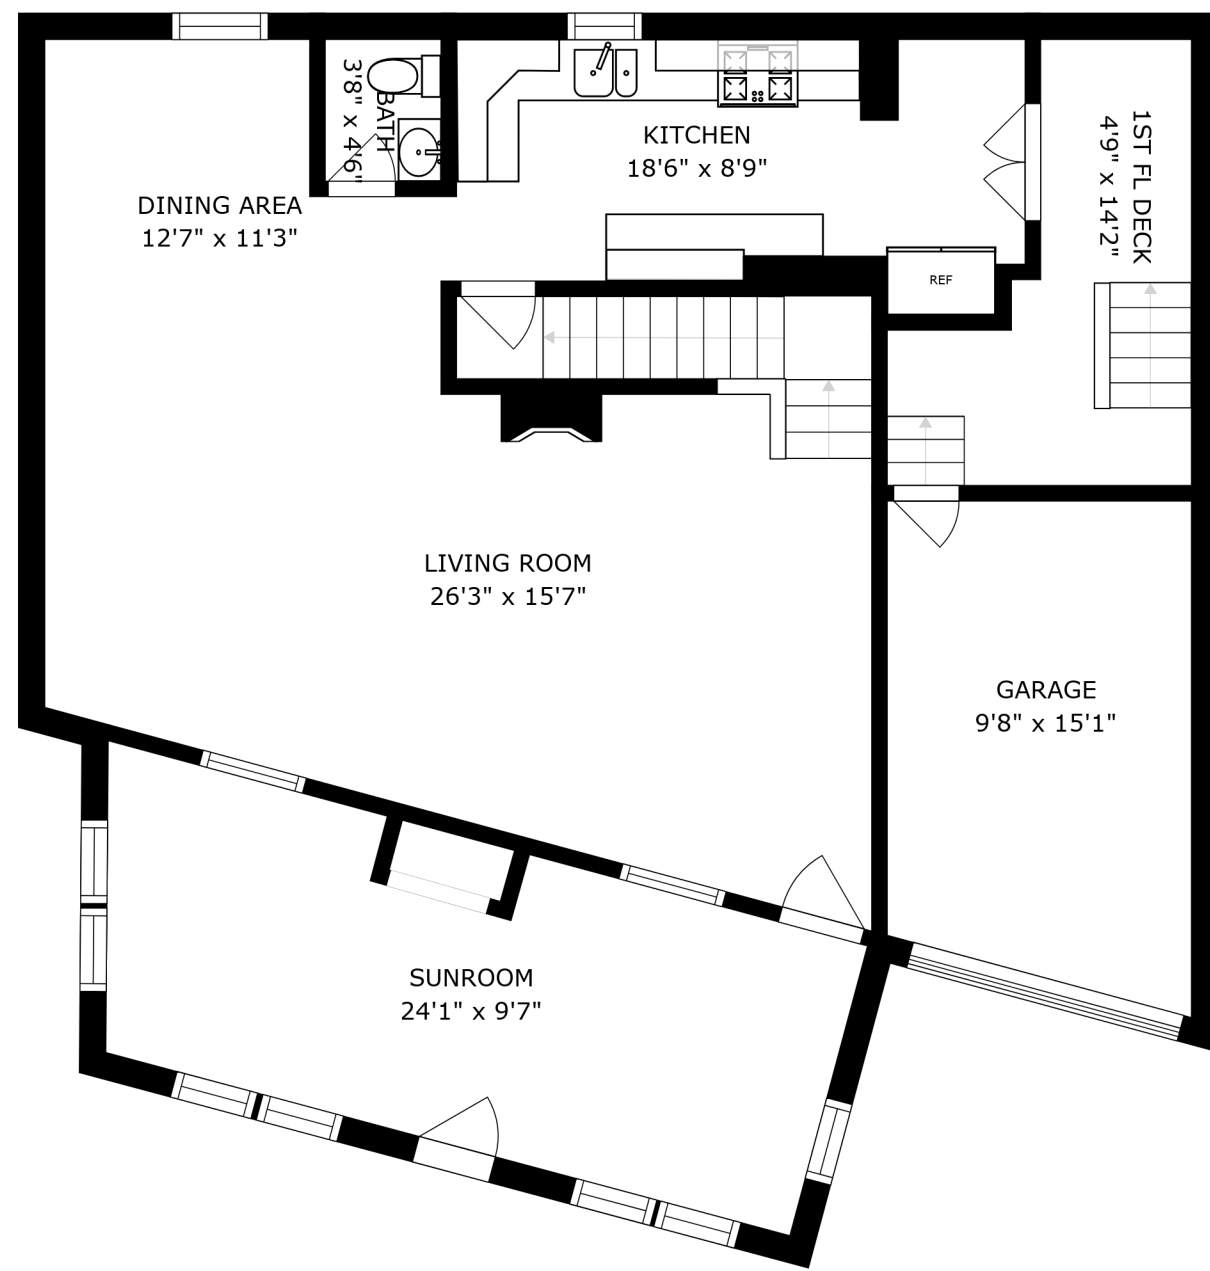 BATH
3'8" x 4'6"
KITCHEN
18'6" x 8'9"
1ST FL DECK
4'9" x 14'2"
DINING AREA
12'7" x 11'3"
REF
LIVING ROOM
26'3" x 15'7"
GARAGE
9'8" x 15'1"
SUNROOM
24'1" x 9'7"